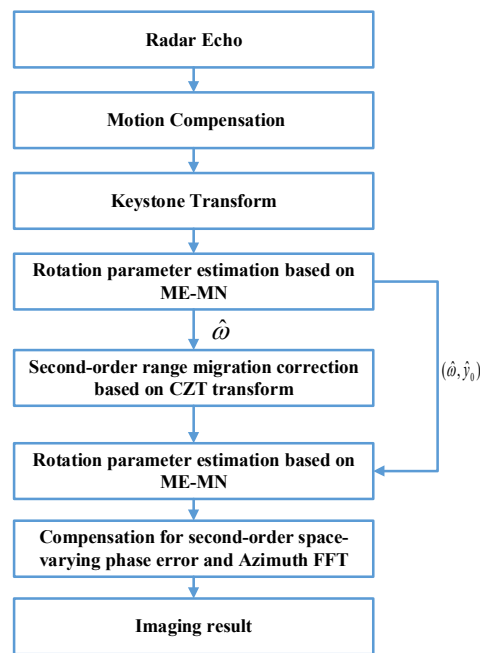 Radar Echo
Motion Compensation
Keystone Transform
Rotation parameter estimation based on
ME-MN
ω̂
Second-order range migration correction
based on CZT transform
(ω̂, ŷ₀)
Rotation parameter estimation based on
ME-MN
Compensation for second-order space-
varying phase error and Azimuth FFT
Imaging result